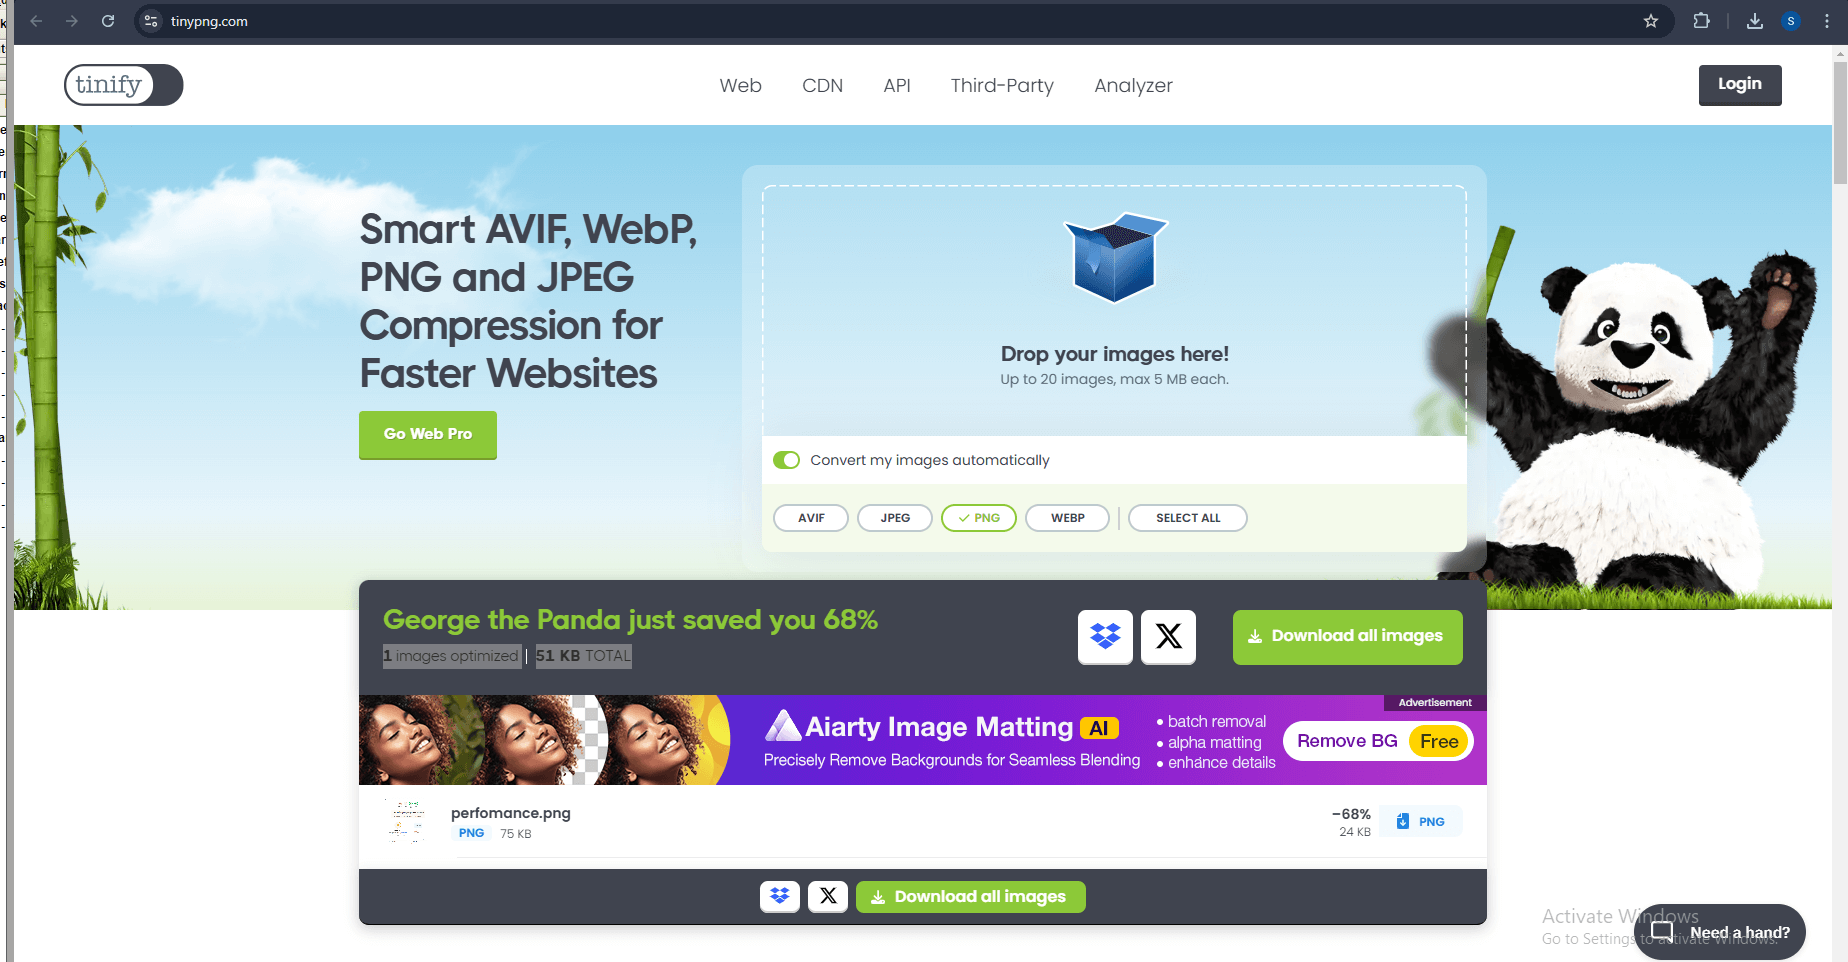 tinypng.com
S
tinify
Web CDN API Third-Party Analyzer
Login
Smart AVIF, WebP,
PNG and JPEG
Compression for
Faster Websites
Go Web Pro
Drop your images here!
Up to 20 images, max 5 MB each.
Convert my images automatically
AVIF JPEG PNG WEBP SELECT ALL
George the Panda just saved you 68%
1 images optimized | 51 KB TOTAL
Download all images
Advertisement
Aiarty Image Matting AI
Precisely Remove Backgrounds for Seamless Blending
• batch removal
• alpha matting
• enhance details
Remove BG Free
perfomance.png
PNG 75 KB
−68%
24 KB
PNG
Download all images
Activate Windows
Go to Settings to activate Windows.
Need a hand?